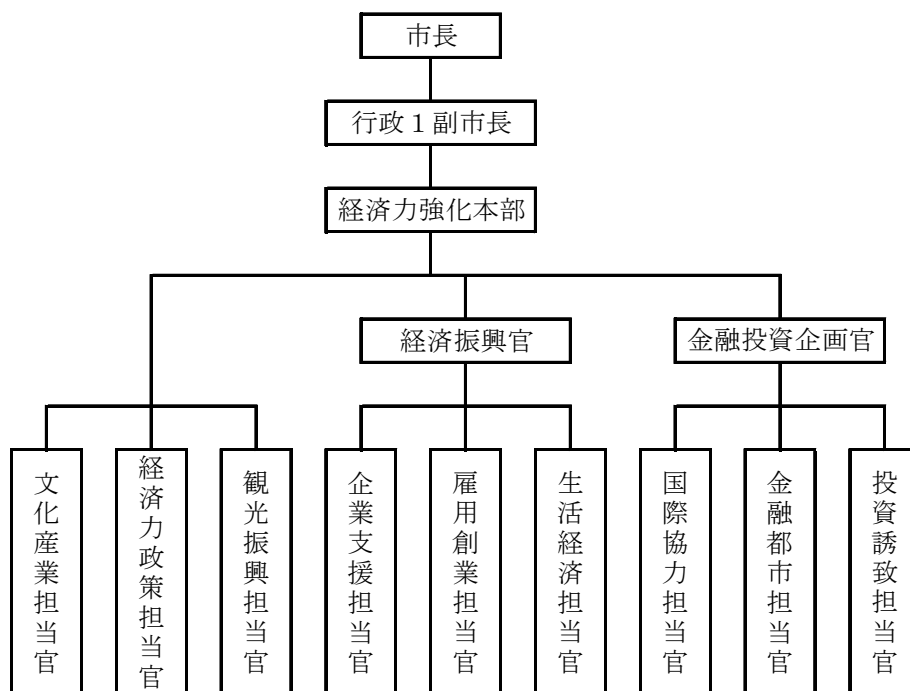 市長
行政１副市長
経済力強化本部
経済振興官
金融投資企画官
文化産業担当官
経済力政策担当官
観光振興担当官
企業支援担当官
雇用創業担当官
生活経済担当官
国際協力担当官
金融都市担当官
投資誘致担当官